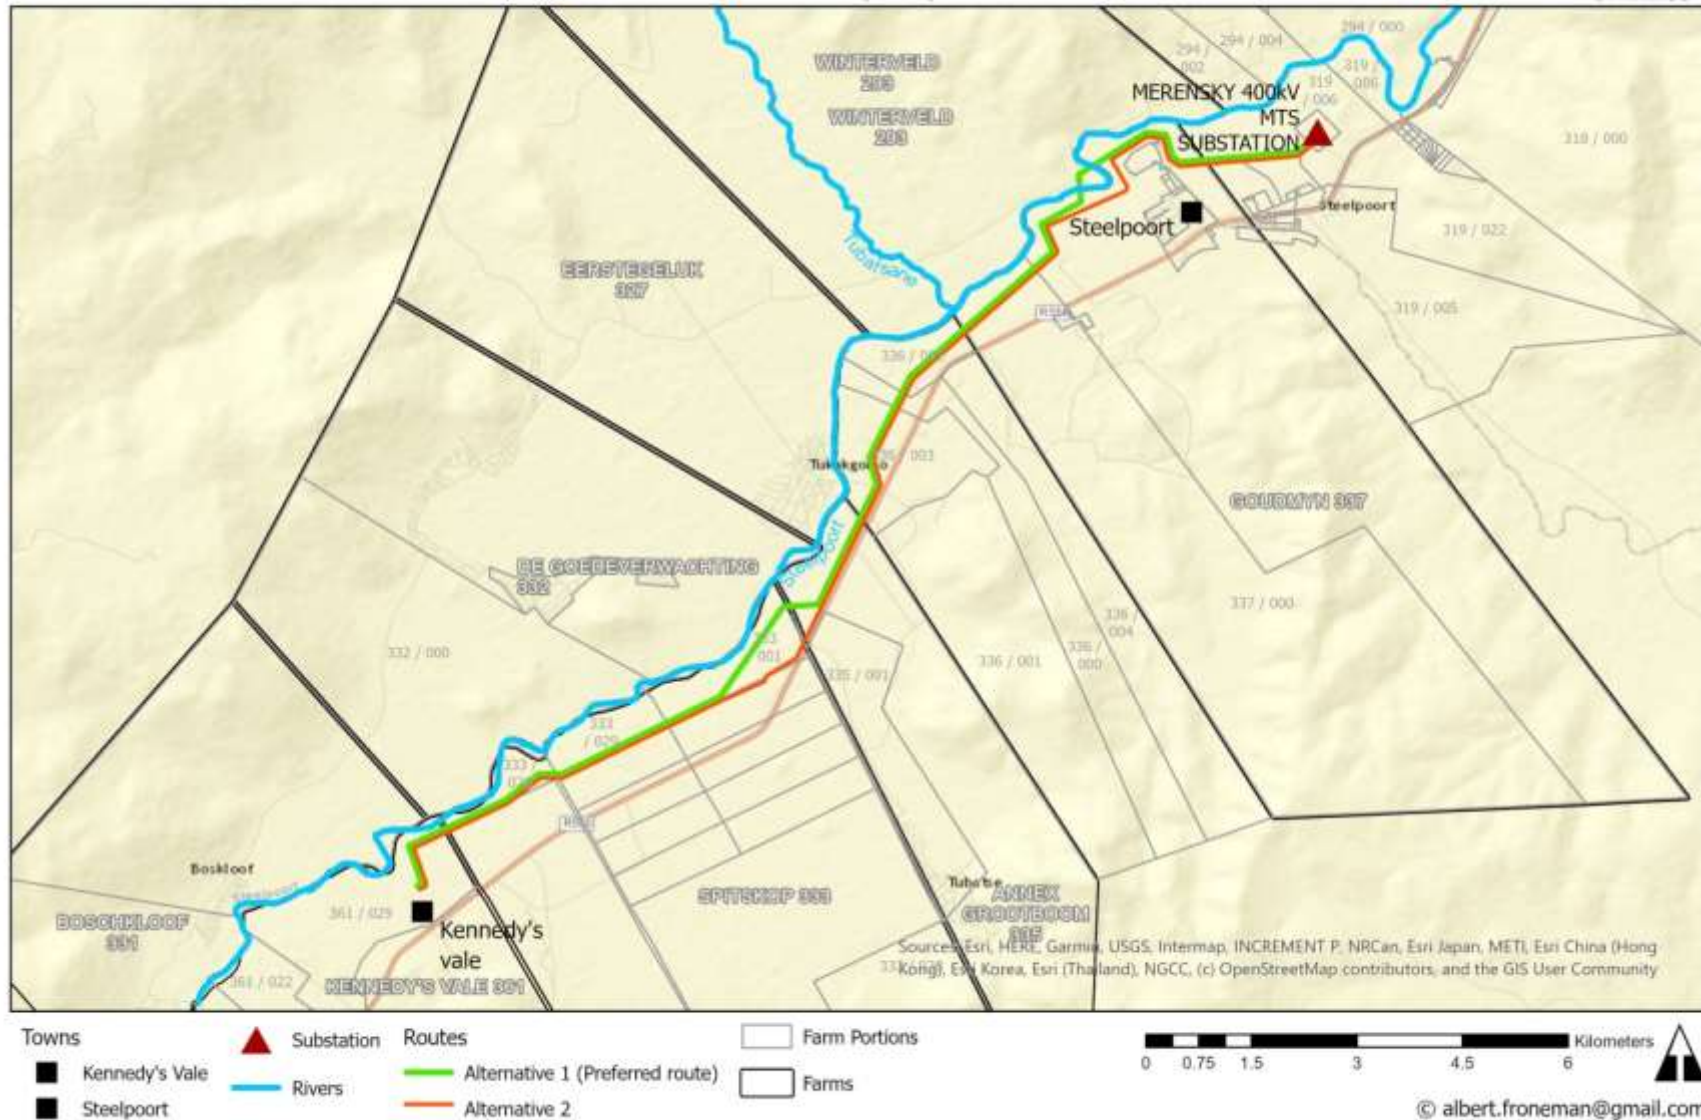 294 / 000
294 / 004
294 /
002
WINTERVELD
293
WINTERVELD
293
319 /
006
319
/ 006
MERENSKY 400kV
MTS
SUBSTATION
318 / 000
Steelpoort
Steelpoort
319 / 022
Tubatsane
EERSTEGELUK
327
319 / 005
GOUDMYN 337
Steelpoort
DE GOEDEVERWACHTING
332
337 / 000
336 /
004
336 /
000
336 / 001
332 / 000
001
335 / 001
333
Boskloof
361 / 029
BOSCHKLOOF
331
SPITSKOP 333
ANNEX
GROOTBOOM
335
Kennedy's
vale
361 / 022
KENNEDY'S VALE 361
Sources: Esri, HERE, Garmin, USGS, Intermap, INCREMENT P, NRCan, Esri Japan, METI, Esri China (Hong
Kong), Esri Korea, Esri (Thailand), NGCC, (c) OpenStreetMap contributors, and the GIS User Community
Towns
Kennedy's Vale
Steelpoort
Substation
Rivers
Routes
Alternative 1 (Preferred route)
Alternative 2
Farm Portions
Farms
Kilometers
0 0.75 1.5 3 4.5 6
© albert.froneman@gmail.com